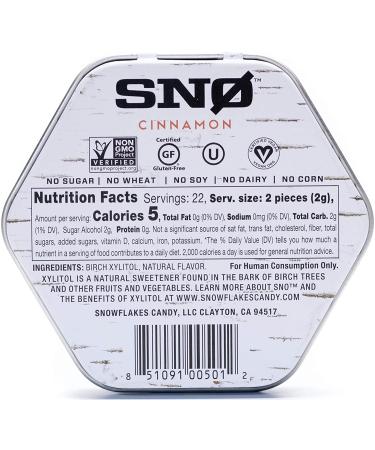 SNØ™
CINNAMON
NON
GMO
Project
VERIFIED
nongmoproject.org
Certified
GF
Gluten-Free
U
CERTIFIED VEGAN
NO SUGAR | NO WHEAT | NO SOY | NO DAIRY | NO CORN
Nutrition Facts Servings: 22, Serv. size: 2 pieces (2g),
Amount per serving: Calories 5, Total Fat 0g (0% DV), Sodium 0mg (0% DV), Total Carb. 2g
(1% DV), Sugar Alcohol 2g, Protein 0g. Not a significant source of sat fat, trans fat, cholesterol, fiber, total
sugars, added sugars, vitamin D, calcium, iron, potassium. *The % Daily Value (DV) tells you how much a
nutrient in a serving of food contributes to a daily diet. 2,000 calories a day is used for general nutrition advice.
INGREDIENTS: BIRCH XYLITOL, NATURAL FLAVOR. For Human Consumption Only.
XYLITOL IS A NATURAL SWEETENER FOUND IN THE BARK OF BIRCH TREES
AND OTHER FRUITS AND VEGETABLES. LEARN MORE ABOUT SNØ™ AND
THE BENEFITS OF XYLITOL AT WWW.SNOWFLAKESCANDY.COM.
SNOWFLAKES CANDY, LLC CLAYTON, CA 94517
8 51091 00501 2
F